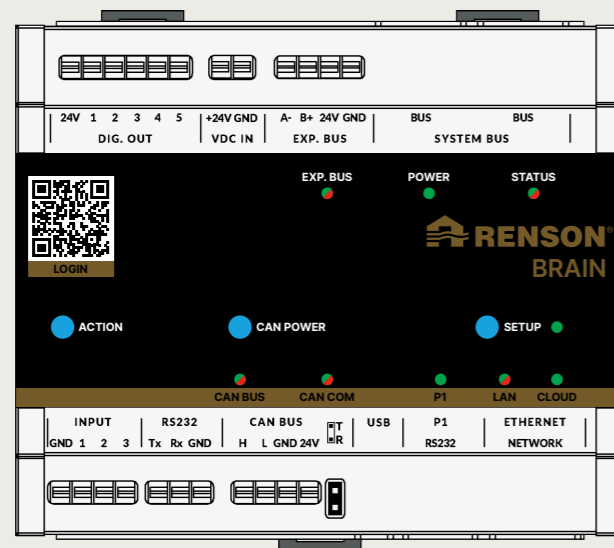 24V 1 2 3 4 5 +24V GND A- B+ 24V GND BUS BUS
DIG. OUT VDC IN EXP. BUS SYSTEM BUS
EXP. BUS POWER STATUS
RENSON®
BRAIN
LOGIN
ACTION CAN POWER SETUP
CAN BUS CAN COM P1 LAN CLOUD
INPUT RS232 CAN BUS T USB P1 ETHERNET
GND 1 2 3 Tx Rx GND H L GND 24V R RS232 NETWORK